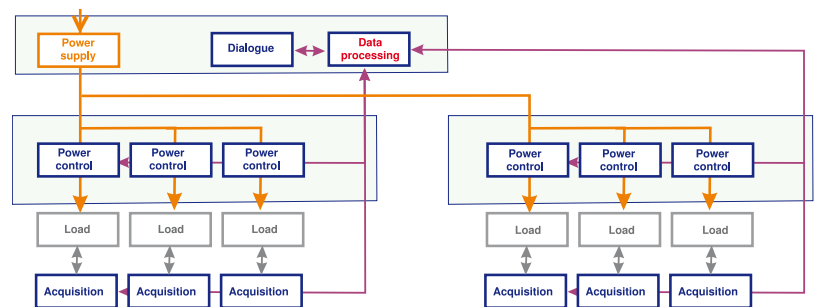 Power
supply
Dialogue
Data
processing
Power
control
Power
control
Power
control
Power
control
Power
control
Power
control
Load
Load
Load
Load
Load
Load
Acquisition
Acquisition
Acquisition
Acquisition
Acquisition
Acquisition